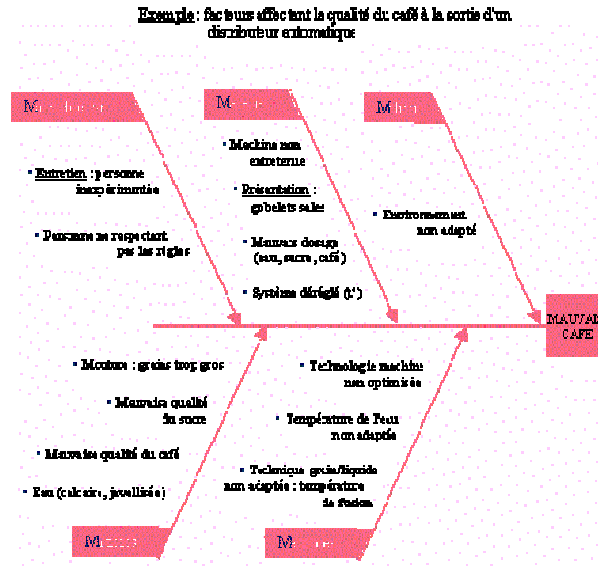 Exemple : facteurs affectant la qualité du café à la sortie d'un
distributeur automatique
Milieu
Entretien : personne
inexpérimentée
Personne ne respectant
pas les règles
Machine non
entretenue
Présentation :
gobelets sales
Mauvais dosage
(eau, sucre, café)
Système déréglé (t°)
Environnement
non adapté
MAUVAIS
CAFE
Mouture : grains trop gros
Mauvaise qualité
du sucre
Mauvaise qualité du café
Eau (calcaire, javellisée)
Technologie machine
non optimisée
Température de l'eau
non adaptée
Technique grain/liquide
non adaptée : température
de fusion